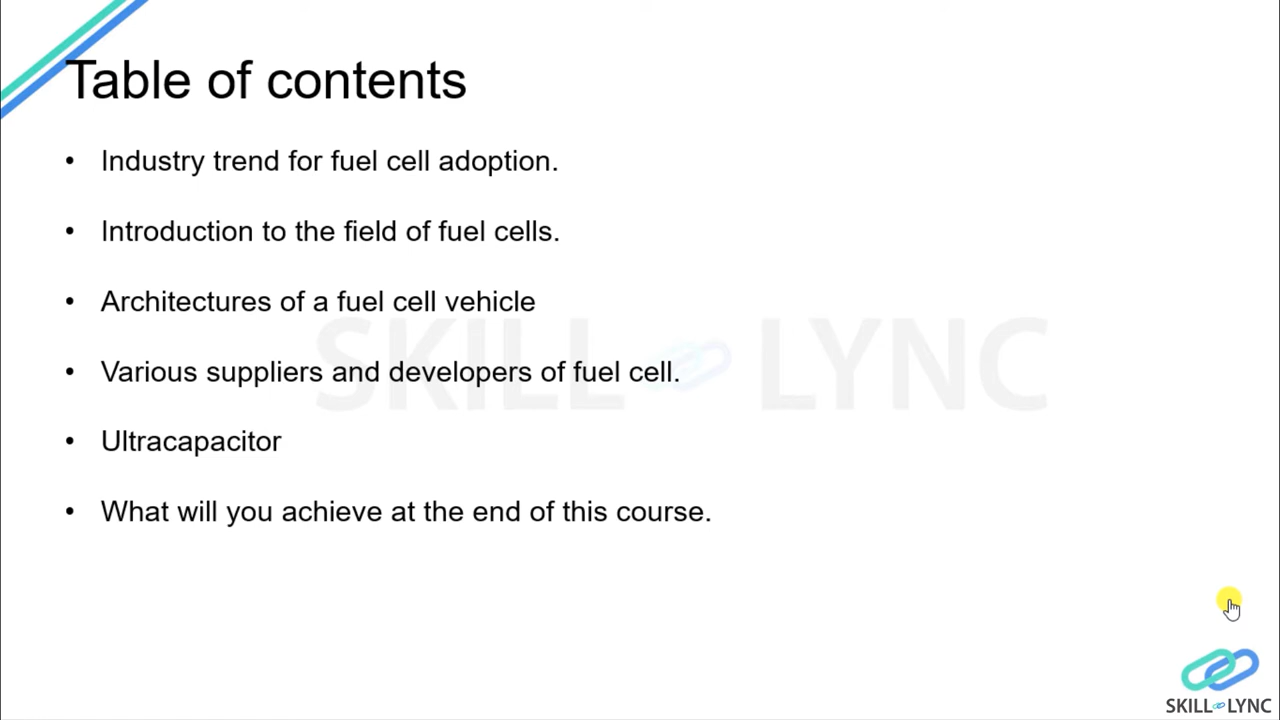 Table of contents
• Industry trend for fuel cell adoption.
• Introduction to the field of fuel cells.
• Architectures of a fuel cell vehicle
• Various suppliers and developers of fuel cell.
• Ultracapacitor
• What will you achieve at the end of this course.
SKILL LYNC
SKILL LYNC